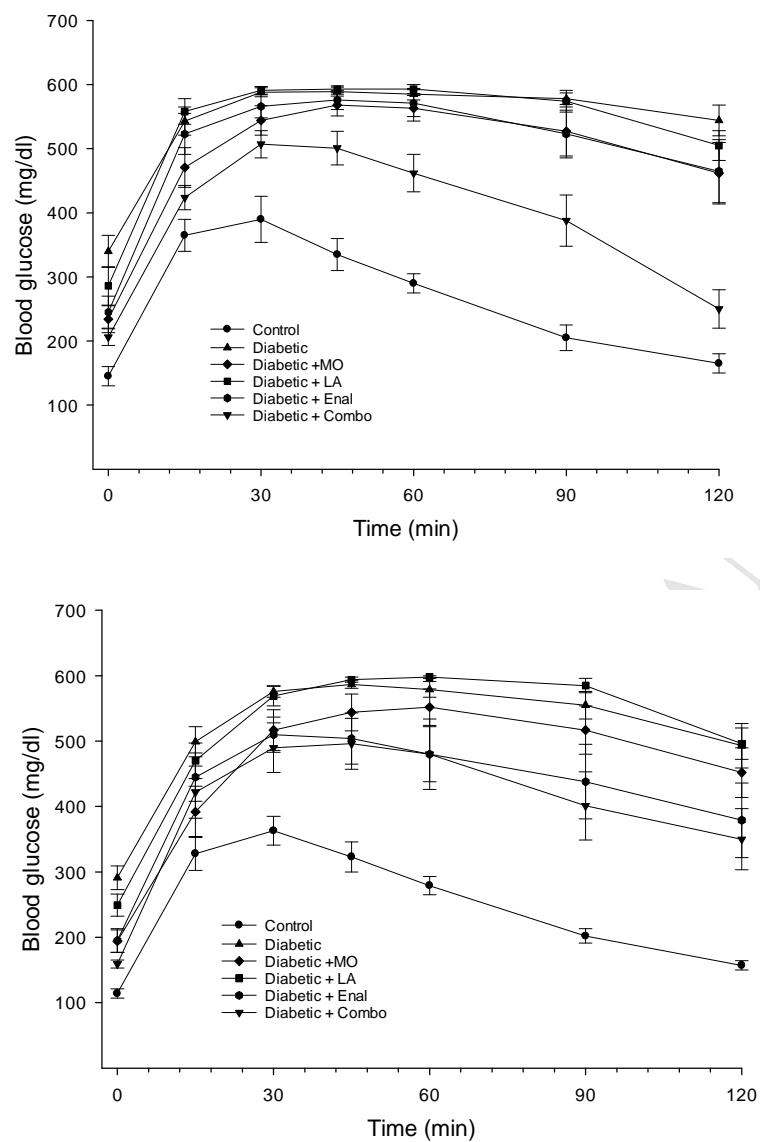 700
600
500
400
300
200
100
Blood glucose (mg/dl)
Control
Diabetic
Diabetic +MO
Diabetic + LA
Diabetic + Enal
Diabetic + Combo
0 30 60 90 120
Time (min)
700
600
500
400
300
200
100
Blood glucose (mg/dl)
Control
Diabetic
Diabetic +MO
Diabetic + LA
Diabetic + Enal
Diabetic + Combo
0 30 60 90 120
Time (min)